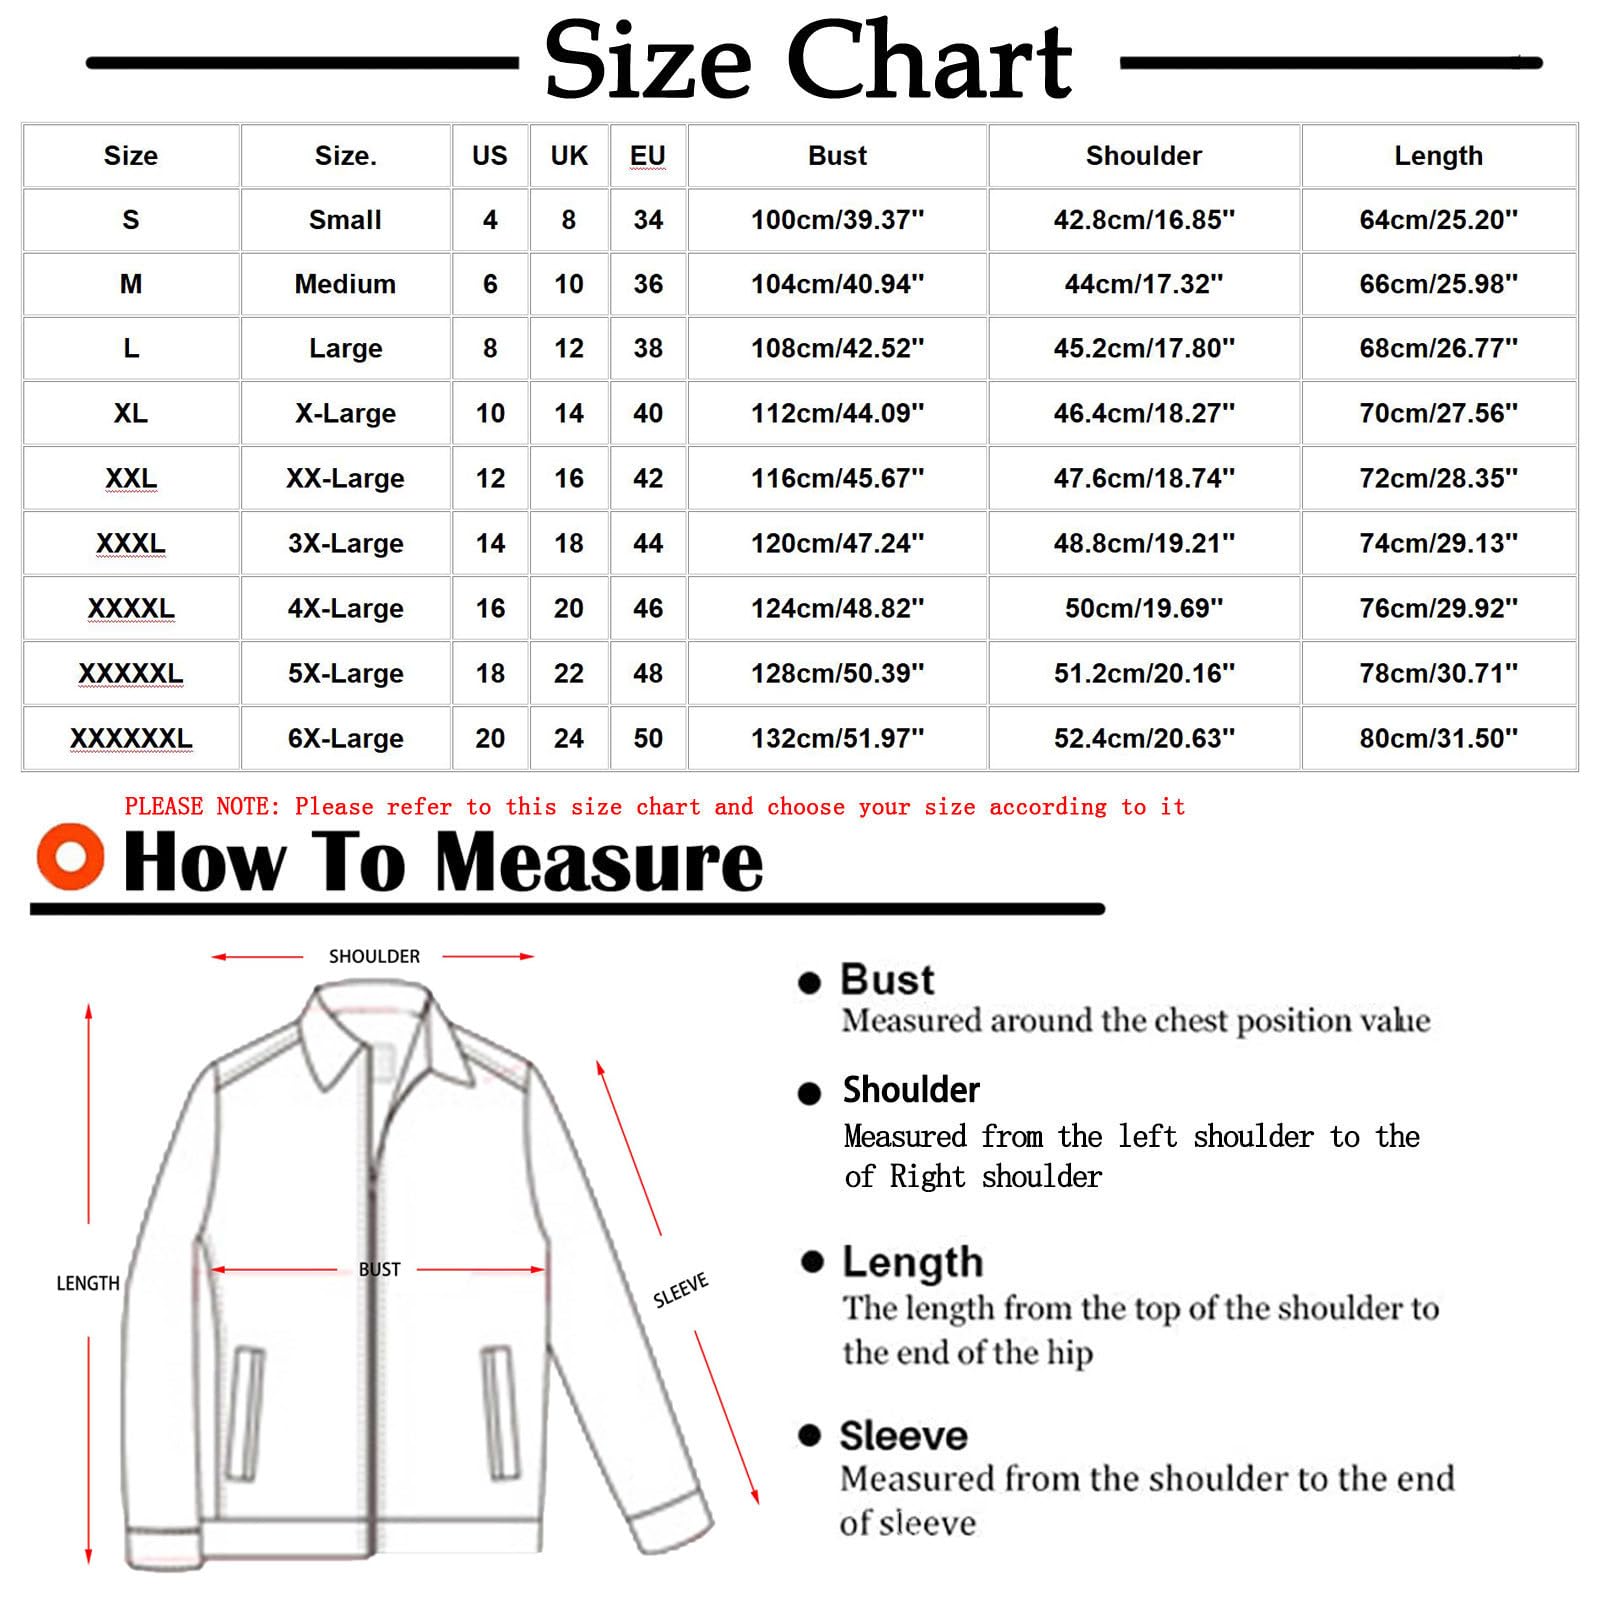 Size Chart
Size Size. US UK EU Bust Shoulder Length
S Small 4 8 34 100cm/39.37" 42.8cm/16.85" 64cm/25.20"
M Medium 6 10 36 104cm/40.94" 44cm/17.32" 66cm/25.98"
L Large 8 12 38 108cm/42.52" 45.2cm/17.80" 68cm/26.77"
XL X-Large 10 14 40 112cm/44.09" 46.4cm/18.27" 70cm/27.56"
XXL XX-Large 12 16 42 116cm/45.67" 47.6cm/18.74" 72cm/28.35"
XXXL 3X-Large 14 18 44 120cm/47.24" 48.8cm/19.21" 74cm/29.13"
XXXXL 4X-Large 16 20 46 124cm/48.82" 50cm/19.69" 76cm/29.92"
XXXXXL 5X-Large 18 22 48 128cm/50.39" 51.2cm/20.16" 78cm/30.71"
XXXXXXL 6X-Large 20 24 50 132cm/51.97" 52.4cm/20.63" 80cm/31.50"
PLEASE NOTE: Please refer to this size chart and choose your size according to it
How To Measure
SHOULDER
LENGTH
BUST
SLEEVE
Bust
Measured around the chest position value
Shoulder
Measured from the left shoulder to the
of Right shoulder
Length
The length from the top of the shoulder to
the end of the hip
Sleeve
Measured from the shoulder to the end
of sleeve